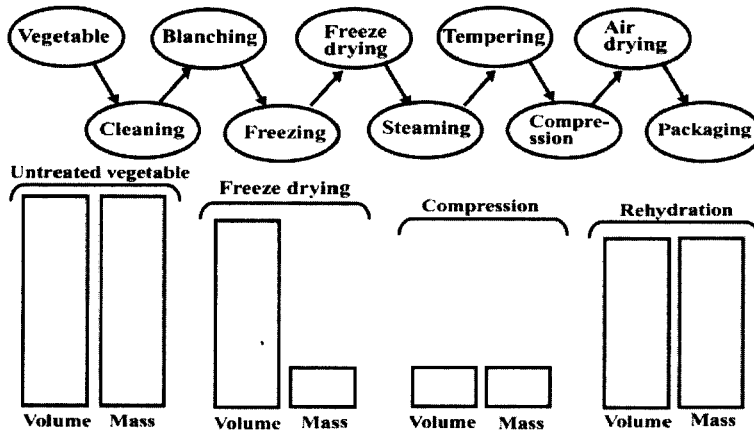 Vegetable
Blanching
Freeze
drying
Tempering
Air
drying
Cleaning
Freezing
Steaming
Compre-
ssion
Packaging
Untreated vegetable
Freeze drying
Compression
Rehydration
Volume Mass
Volume Mass
Volume Mass
Volume Mass